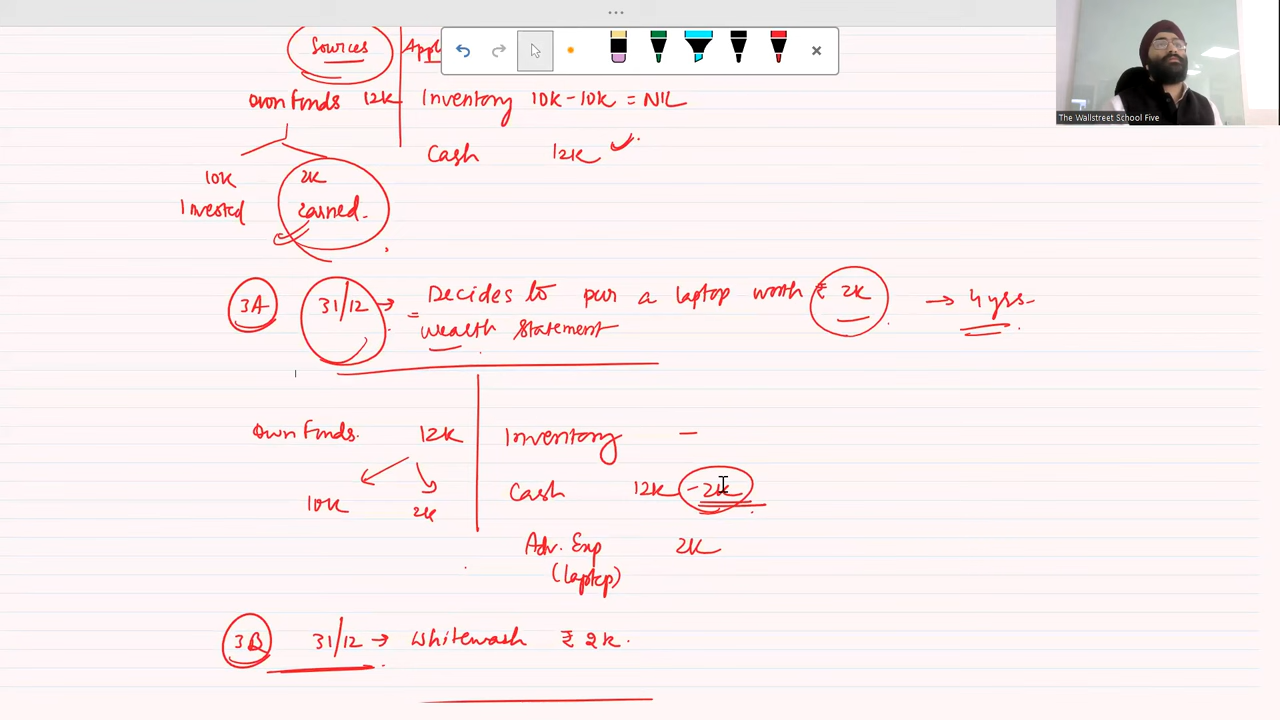 Sources | Appl
Own funds 12K | Inventory 10K-10K = NIL
Cash 12K
10K 2K
Invested Earned.
3A 31/12 → Decides to pur a laptop worth ₹ 2K → 4 yrs.
= Wealth Statement
Own funds. 12K | Inventory —
10K 2K | Cash 12K -2K
Adv. Exp 2K
(laptop)
3B 31/12 → Whitewash ₹ 2K.
The Wallstreet School Five